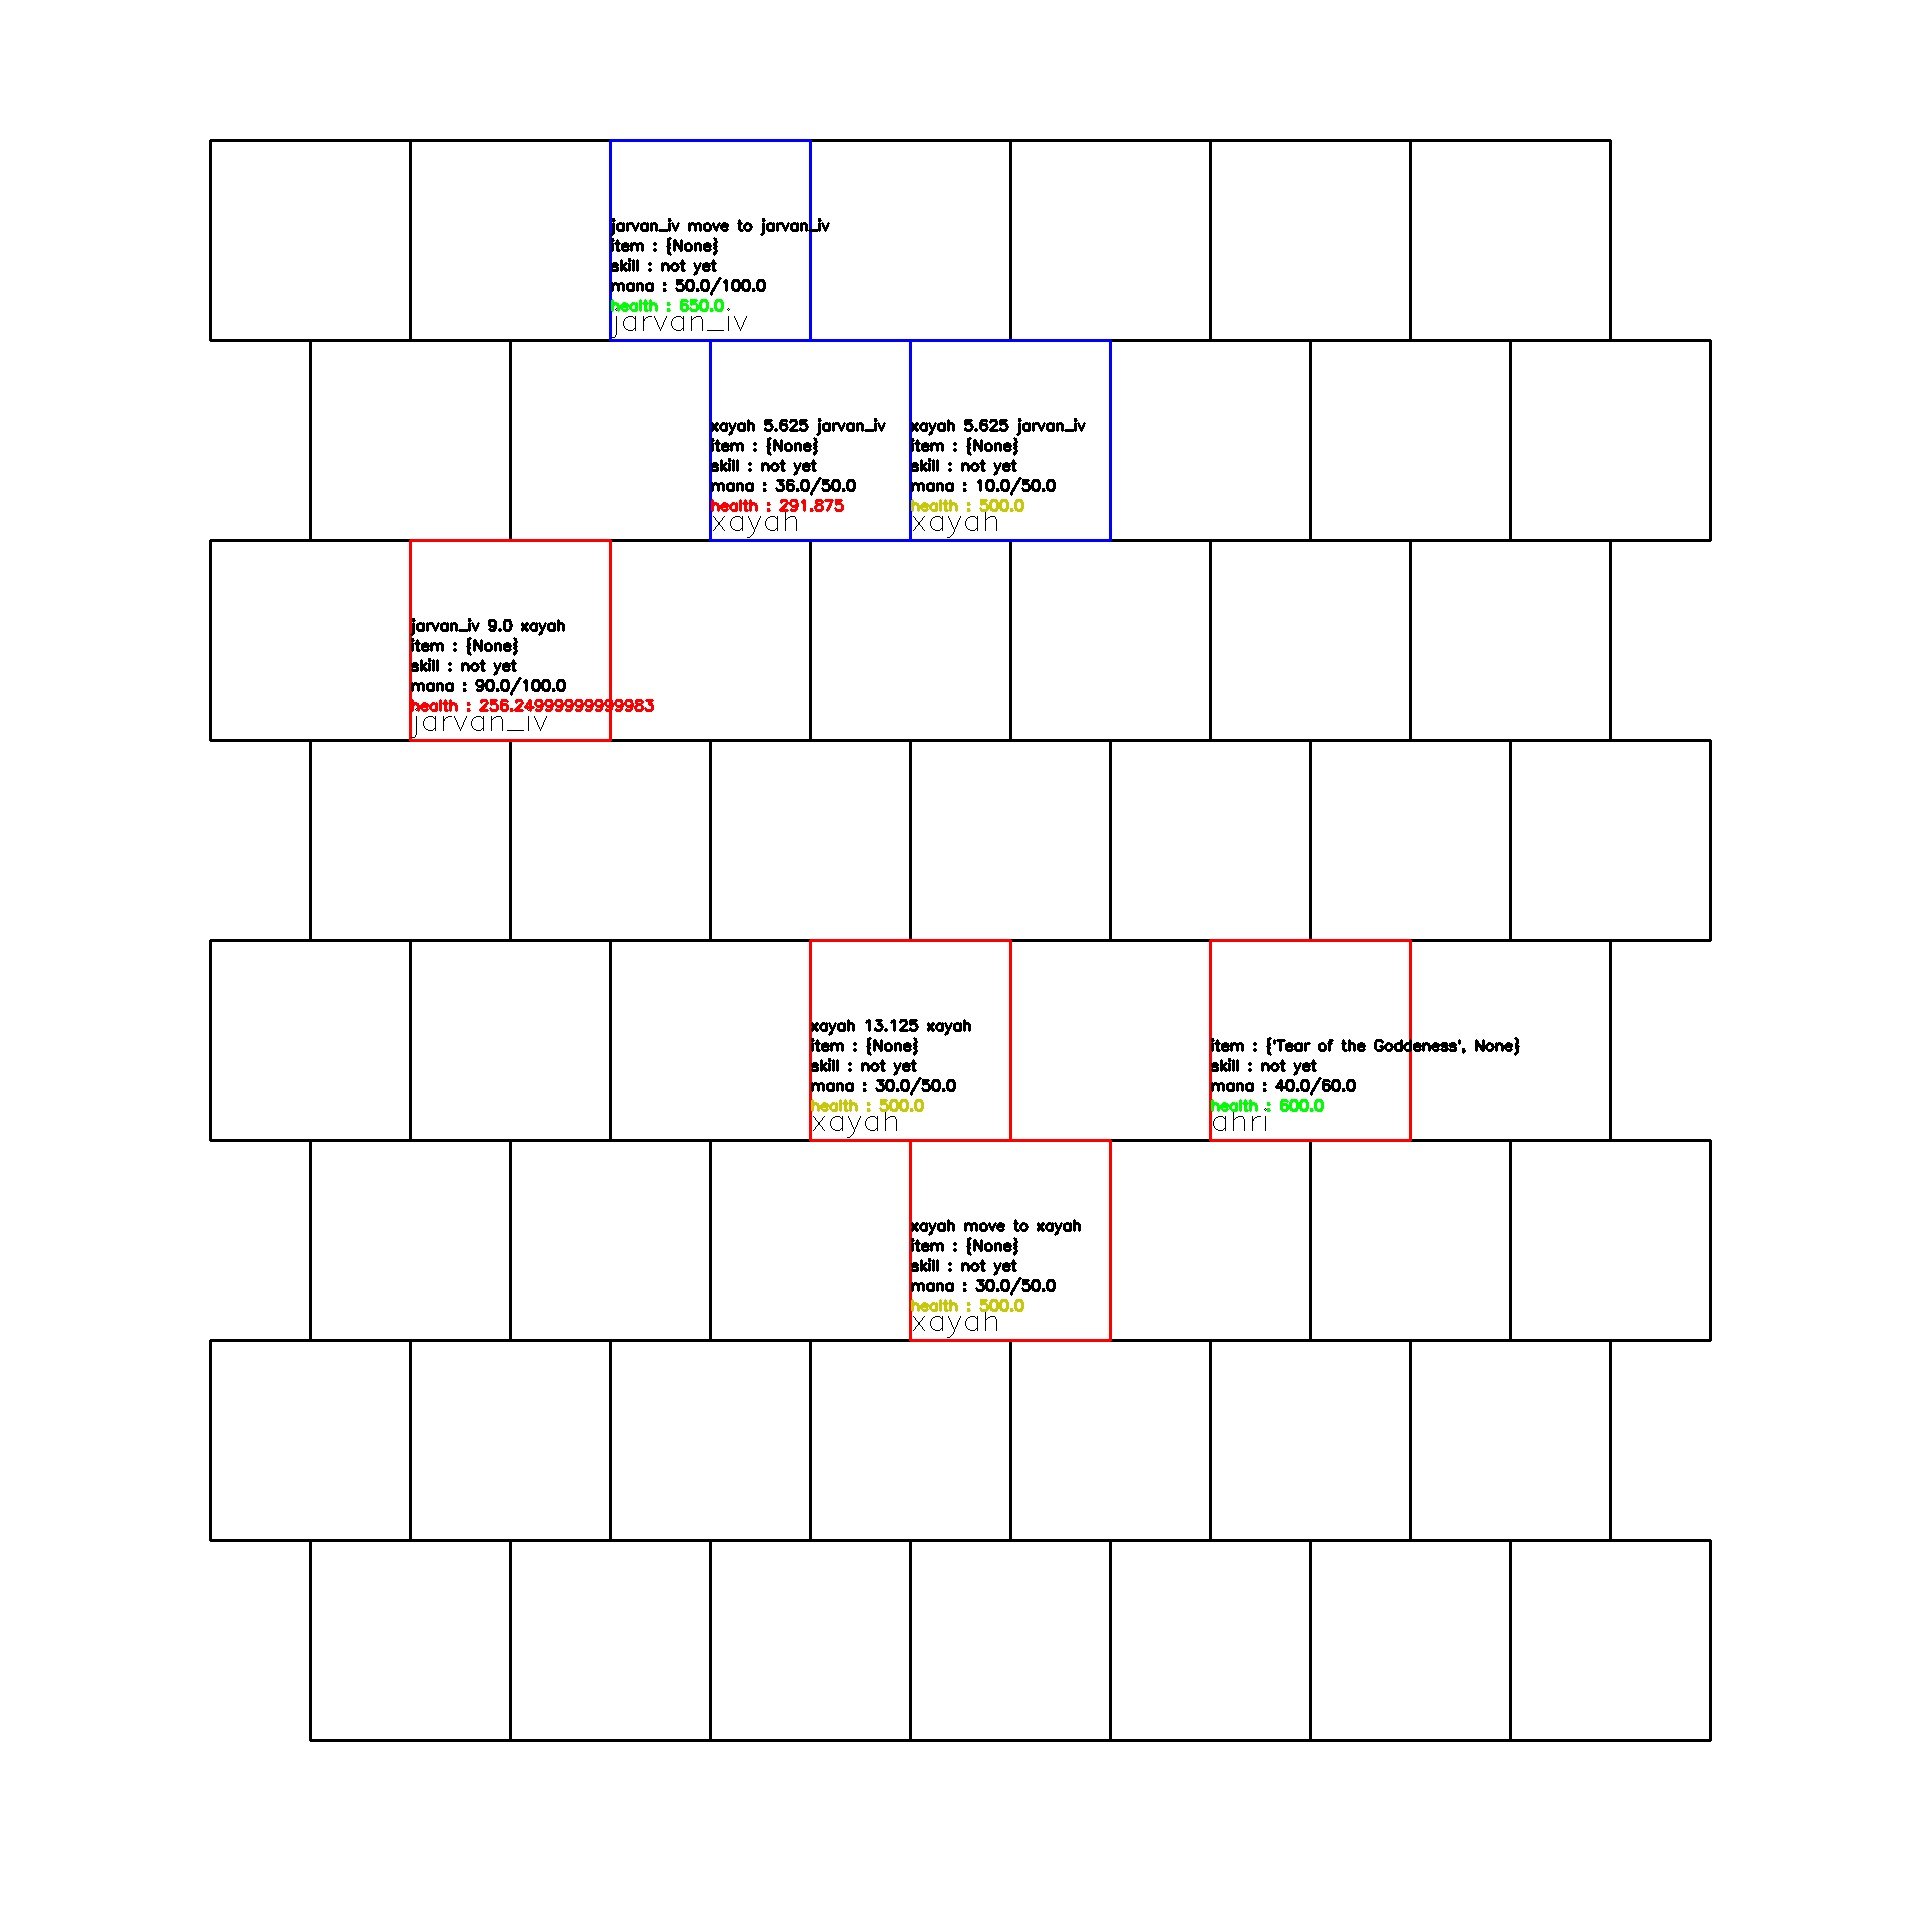 jarvan_iv move to jarvan_iv
item : {None}
skill : not yet
mana : 50.0/100.0
health : 650.0
jarvan_iv
xayah 5.625 jarvan_iv
item : {None}
skill : not yet
mana : 36.0/50.0
health : 291.875
xayah
xayah 5.625 jarvan_iv
item : {None}
skill : not yet
mana : 10.0/50.0
health : 500.0
xayah
jarvan_iv 9.0 xayah
item : {None}
skill : not yet
mana : 90.0/100.0
health : 256.24999999999983
jarvan_iv
xayah 13.125 xayah
item : {None}
skill : not yet
mana : 30.0/50.0
health : 500.0
xayah
item : {'Tear of the Goddeness', None}
skill : not yet
mana : 40.0/60.0
health : 600.0
ahri
xayah move to xayah
item : {None}
skill : not yet
mana : 30.0/50.0
health : 500.0
xayah